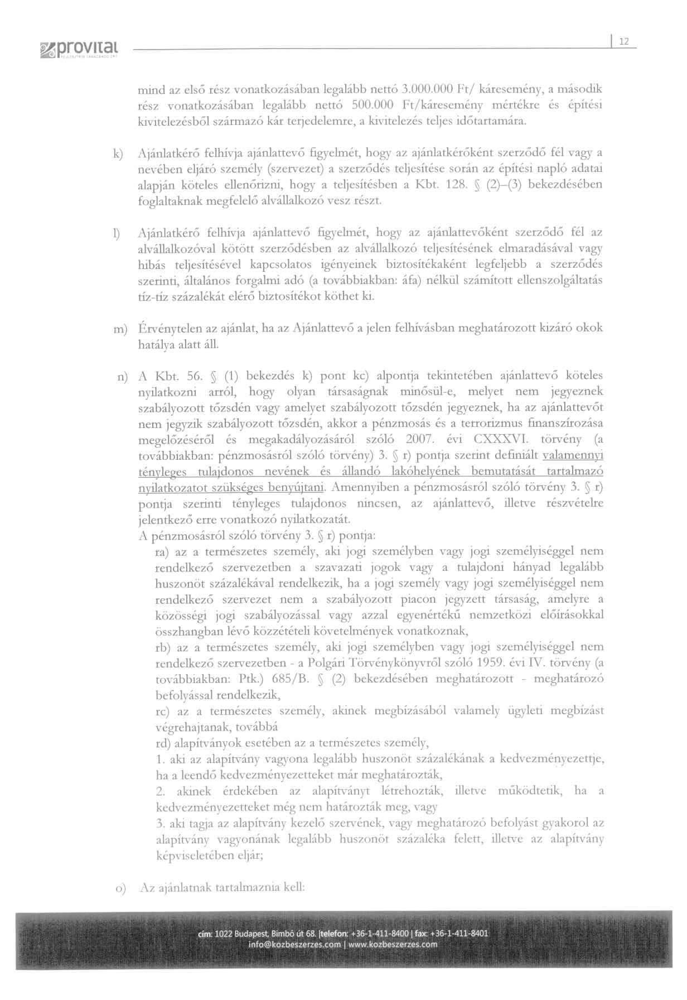 provital
12
mind az első rész vonatkozásában legalább nettó 3.000.000 Ft/ káresemény, a második
rész vonatkozásában legalább nettó 500.000 Ft/káresemény mértékre és építési
kivitelezésből származó kár terjedelemre, a kivitelezés teljes időtartamára.
k) Ajánlatkérő felhívja ajánlattevő figyelmét, hogy az ajánlatkérőként szerződő fél vagy a
nevében eljáró személy (szervezet) a szerződés teljesítése során az építési napló adatai
alapján köteles ellenőrizni, hogy a teljesítésben a Kbt. 128. § (2)–(3) bekezdésében
foglaltaknak megfelelő alvállalkozó vesz részt.
l) Ajánlatkérő felhívja ajánlattevő figyelmét, hogy az ajánlattevőként szerződő fél az
alvállalkozóval kötött szerződésben az alvállalkozó teljesítésének elmaradásával vagy
hibás teljesítésével kapcsolatos igényeinek biztosítékaként legfeljebb a szerződés
szerinti, általános forgalmi adó (a továbbiakban: áfa) nélkül számított ellenszolgáltatás
tíz-tíz százalékát elérő biztosítékot köthet ki.
m) Érvénytelen az ajánlat, ha az Ajánlattevő a jelen felhívásban meghatározott kizáró okok
hatálya alatt áll.
n) A Kbt. 56. § (1) bekezdés k) pont kc) alpontja tekintetében ajánlattevő köteles
nyilatkozni arról, hogy olyan társaságnak minősül-e, melyet nem jegyeznek
szabályozott tőzsdén vagy amelyet szabályozott tőzsdén jegyeznek, ha az ajánlattevőt
nem jegyzik szabályozott tőzsdén, akkor a pénzmosás és a terrorizmus finanszírozása
megelőzéséről és megakadályozásáról szóló 2007. évi CXXXVI. törvény (a
továbbiakban: pénzmosásról szóló törvény) 3. § r) pontja szerint definiált valamennyi
tényleges tulajdonos nevének és állandó lakóhelyének bemutatását tartalmazó
nyilatkozatot szükséges benyújtani. Amennyiben a pénzmosásról szóló törvény 3. § r)
pontja szerinti tényleges tulajdonos nincsen, az ajánlattevő, illetve részvételre
jelentkező erre vonatkozó nyilatkozatát.
A pénzmosásról szóló törvény 3. § r) pontja:
ra) az a természetes személy, aki jogi személyben vagy jogi személyiséggel nem
rendelkező szervezetben a szavazati jogok vagy a tulajdoni hányad legalább
huszonöt százalékával rendelkezik, ha a jogi személy vagy jogi személyiséggel nem
rendelkező szervezet nem a szabályozott piacon jegyzett társaság, amelyre a
közösségi jogi szabályozással vagy azzal egyenértékű nemzetközi előírásokkal
összhangban lévő közzétételi követelmények vonatkoznak,
rb) az a természetes személy, aki jogi személyben vagy jogi személyiséggel nem
rendelkező szervezetben - a Polgári Törvénykönyvről szóló 1959. évi IV. törvény (a
továbbiakban: Ptk.) 685/B. § (2) bekezdésében meghatározott - meghatározó
befolyással rendelkezik,
rc) az a természetes személy, akinek megbízásából valamely ügyleti megbízást
végrehajtanak, továbbá
rd) alapítványok esetében az a természetes személy,
1. aki az alapítvány vagyona legalább huszonöt százalékának a kedvezményezettje,
ha a leendő kedvezményezetteket már meghatározták,
2. akinek érdekében az alapítványt létrehozták, illetve működtetik, ha a
kedvezményezetteket még nem határozták meg, vagy
3. aki tagja az alapítvány kezelő szervének, vagy meghatározó befolyást gyakorol az
alapítvány vagyonának legalább huszonöt százaléka felett, illetve az alapítvány
képviseletében eljár;
o) Az ajánlatnak tartalmaznia kell:
cím: 1022 Budapest, Bimbó út 68. |telefon: +36-1-411-8400 | fax: +36-1-411-8401
info@kozbeszerzes.com | www.kozbeszerzes.com